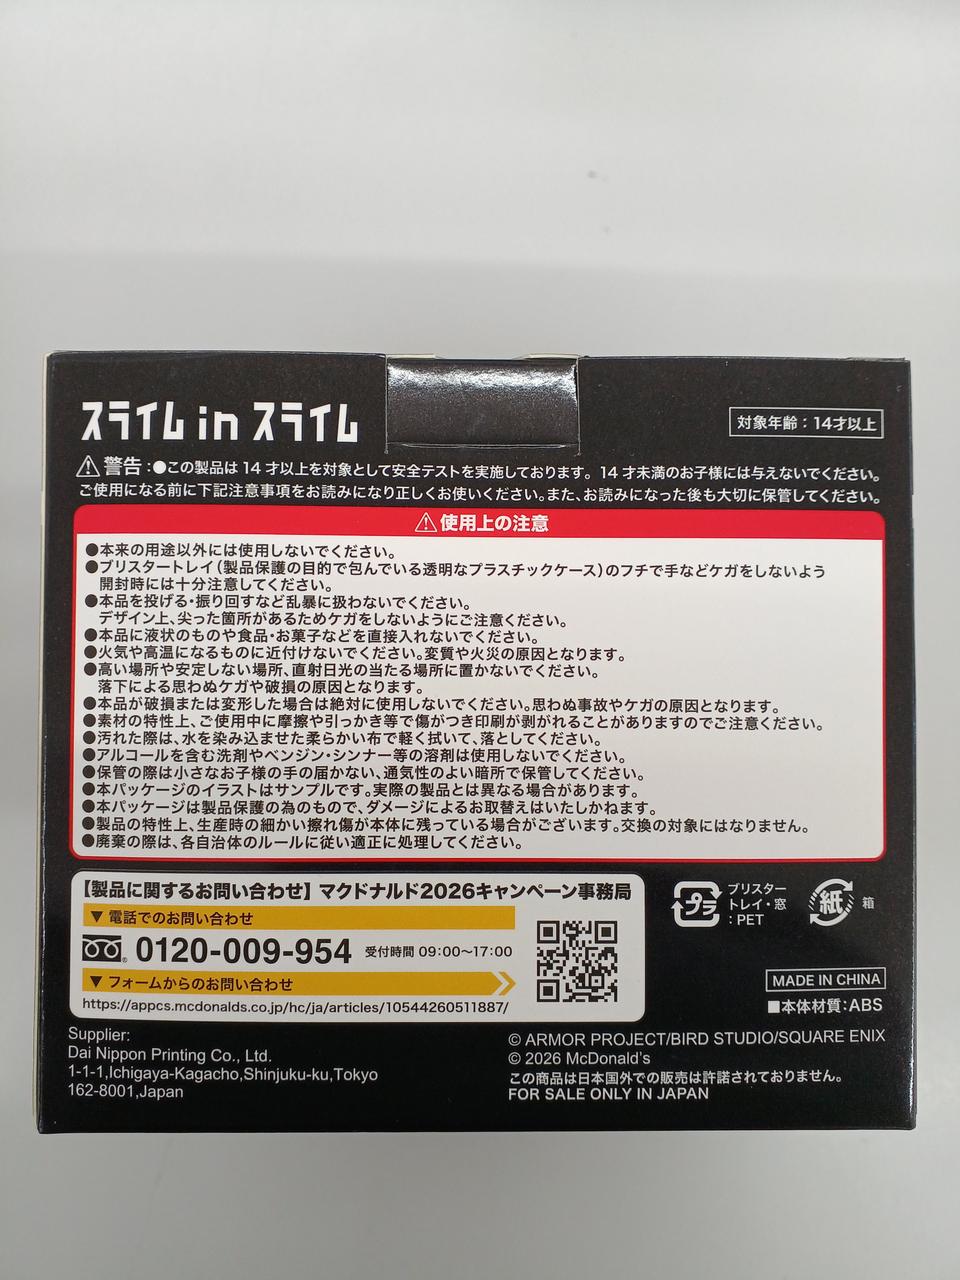 スライム in スライム
対象年齢：14才以上
⚠警告：●この製品は 14 才以上を対象として安全テストを実施しております。14 才未満のお子様には与えないでください。
ご使用になる前に下記注意事項をお読みになり正しくお使いください。また、お読みになった後も大切に保管してください。
⚠使用上の注意
●本来の用途以外には使用しないでください。
●ブリスタートレイ（製品保護の目的で包んでいる透明なプラスチックケース）のフチで手などケガをしないよう
開封時には十分注意してください。
●本品を投げる・振り回すなど乱暴に扱わないでください。
デザイン上、尖った箇所があるためケガをしないようにご注意ください。
●本品に液状のものや食品・お菓子などを直接入れないでください。
●火気や高温になるものに近付けないでください。変質や火災の原因となります。
●高い場所や安定しない場所、直射日光の当たる場所に置かないでください。
落下による思わぬケガや破損の原因となります。
●本品が破損または変形した場合は絶対に使用しないでください。思わぬ事故やケガの原因となります。
●素材の特性上、ご使用中に摩擦や引っかき等で傷がつき印刷が剥がれることがありますのでご注意ください。
●汚れた際は、水を染み込ませた柔らかい布で軽く拭いて、落としてください。
●アルコールを含む洗剤やベンジン・シンナー等の溶剤は使用しないでください。
●保管の際は小さなお子様の手の届かない、通気性のよい暗所で保管してください。
●本パッケージのイラストはサンプルです。実際の製品とは異なる場合があります。
●本パッケージは製品保護の為のもので、ダメージによるお取替えはいたしかねます。
●製品の特性上、生産時の細かい擦れ傷が本体に残っている場合がございます。交換の対象にはなりません。
●廃棄の際は、各自治体のルールに従い適正に処理してください。
【製品に関するお問い合わせ】マクドナルド2026キャンペーン事務局
▼電話でのお問い合わせ
0120-009-954 受付時間 09:00〜17:00
▼フォームからのお問い合わせ
https://appcs.mcdonalds.co.jp/hc/ja/articles/10544260511887/
プラ
ブリスター
トレイ・窓
：PET
紙
箱
MADE IN CHINA
■本体材質：ABS
Supplier:
Dai Nippon Printing Co., Ltd.
1-1-1,Ichigaya-Kagacho,Shinjuku-ku,Tokyo
162-8001,Japan
© ARMOR PROJECT/BIRD STUDIO/SQUARE ENIX
© 2026 McDonald's
この商品は日本国外での販売は許諾されておりません。
FOR SALE ONLY IN JAPAN